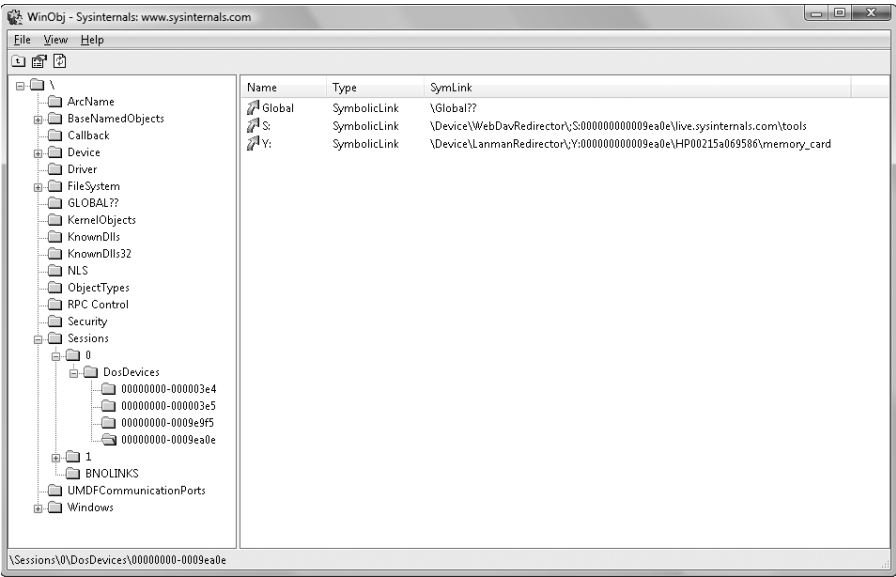 WinObj - Sysinternals: www.sysinternals.com
File View Help
\
ArcName
BaseNamedObjects
Callback
Device
Driver
FileSystem
GLOBAL??
KernelObjects
KnownDlls
KnownDlls32
NLS
ObjectTypes
RPC Control
Security
Sessions
0
DosDevices
00000000-000003e4
00000000-000003e5
00000000-0009e9f5
00000000-0009ea0e
1
BNOLINKS
UMDFCommunicationPorts
Windows
Name Type SymLink
Global SymbolicLink \Global??
S: SymbolicLink \Device\WebDavRedirector\;S:000000000009ea0e\live.sysinternals.com\tools
Y: SymbolicLink \Device\LanmanRedirector\;Y:000000000009ea0e\HP00215a069586\memory_card
\Sessions\0\DosDevices\00000000-0009ea0e